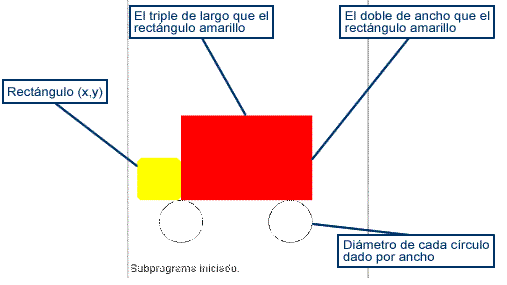 El triple de largo que el
rectángulo amarillo
El doble de ancho que el
rectángulo amarillo
Rectángulo (x,y)
Diámetro de cada círculo
dado por ancho
Subprograma iniciado.